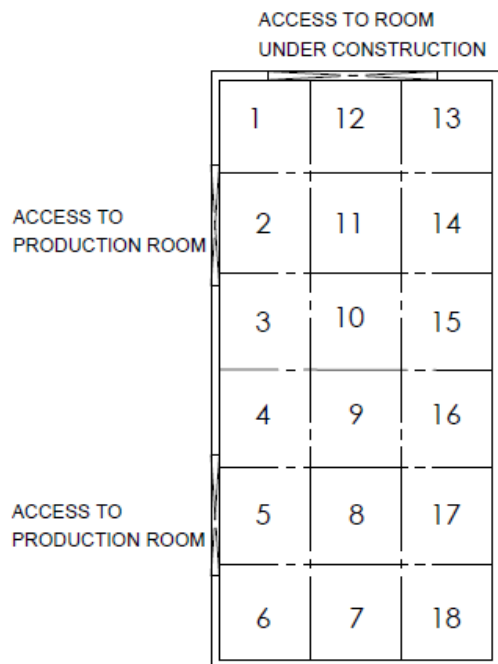 ACCESS TO ROOM
UNDER CONSTRUCTION
1 12 13
ACCESS TO
PRODUCTION ROOM
2 11 14
3 10 15
4 9 16
ACCESS TO
PRODUCTION ROOM
5 8 17
6 7 18